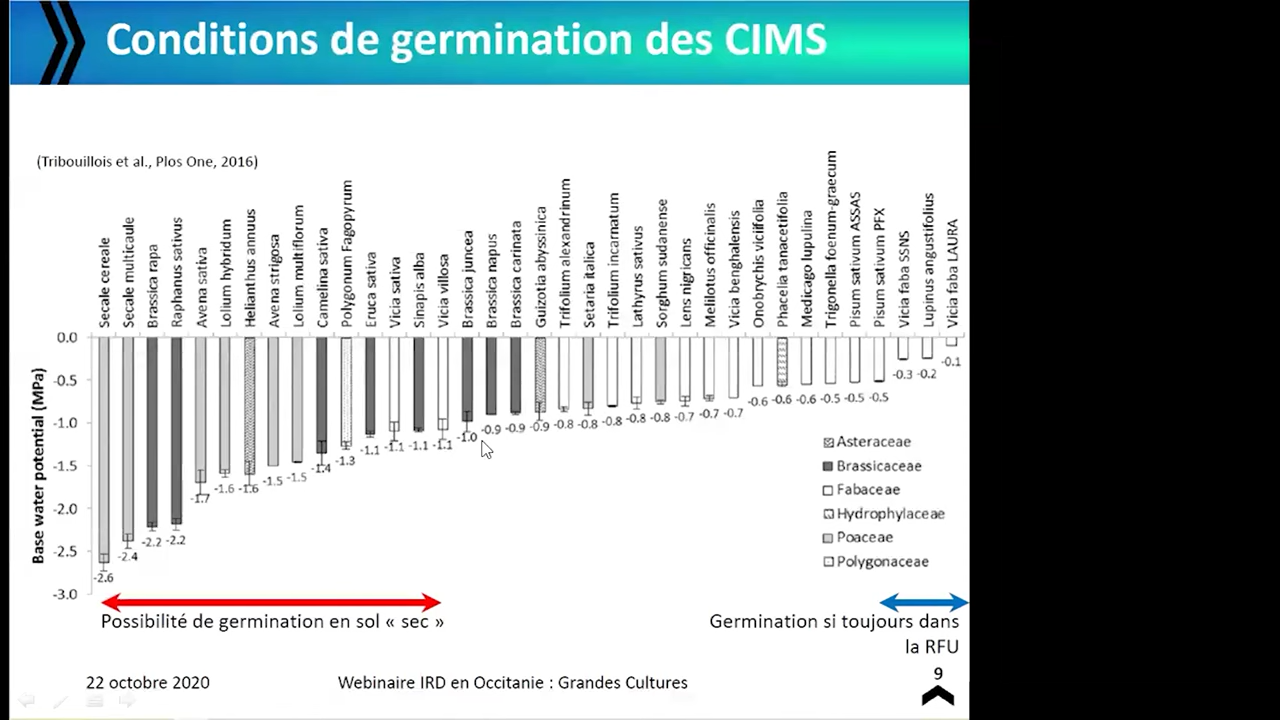 Conditions de germination des CIMS
(Tribouillois et al., Plos One, 2016)
Secale cereale
Secale multicaule
Brassica rapa
Raphanus sativus
Avena sativa
Lolium hybridum
Helianthus annuus
Avena strigosa
Lolium multiflorum
Camelina sativa
Polygonum Fagopyrum
Eruca sativa
Vicia sativa
Sinapis alba
Vicia villosa
Brassica juncea
Brassica napus
Brassica carinata
Guizotia abyssinica
Trifolium alexandrinum
Setaria italica
Trifolium incarnatum
Lathyrus sativus
Sorghum sudanense
Lens nigricans
Melilotus officinalis
Vicia benghalensis
Onobrychis viciifolia
Phacelia tanacetifolia
Medicago lupulina
Trigonella foenum-graecum
Pisum sativum ASSAS
Pisum sativum PFX
Vicia faba SSNS
Lupinus angustifolius
Vicia faba LAURA
Base water potential (MPa)
0.0
-0.5
-1.0
-1.5
-2.0
-2.5
-3.0
-2.6
-2.4
-2.2
-2.2
-1.7
-1.6
-1.6
-1.5
-1.5
-1.4
-1.3
-1.1
-1.1
-1.1
-1.1
-1.0
-0.9
-0.9
-0.9
-0.8
-0.8
-0.8
-0.8
-0.8
-0.7
-0.7
-0.7
-0.6
-0.6
-0.6
-0.5
-0.5
-0.5
-0.3
-0.2
-0.1
Asteraceae
Brassicaceae
Fabaceae
Hydrophylaceae
Poaceae
Polygonaceae
Possibilité de germination en sol « sec »
Germination si toujours dans
la RFU
22 octobre 2020
Webinaire IRD en Occitanie : Grandes Cultures
9